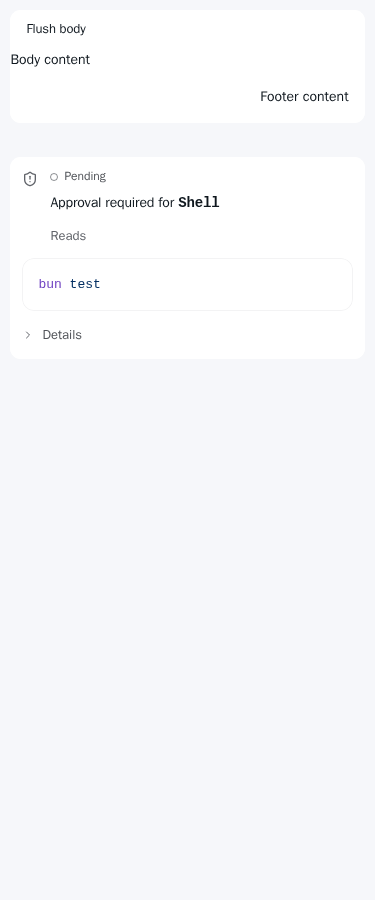 Flush body
Body content
Footer content
Pending
Approval required for Shell
Reads
bun test
Details